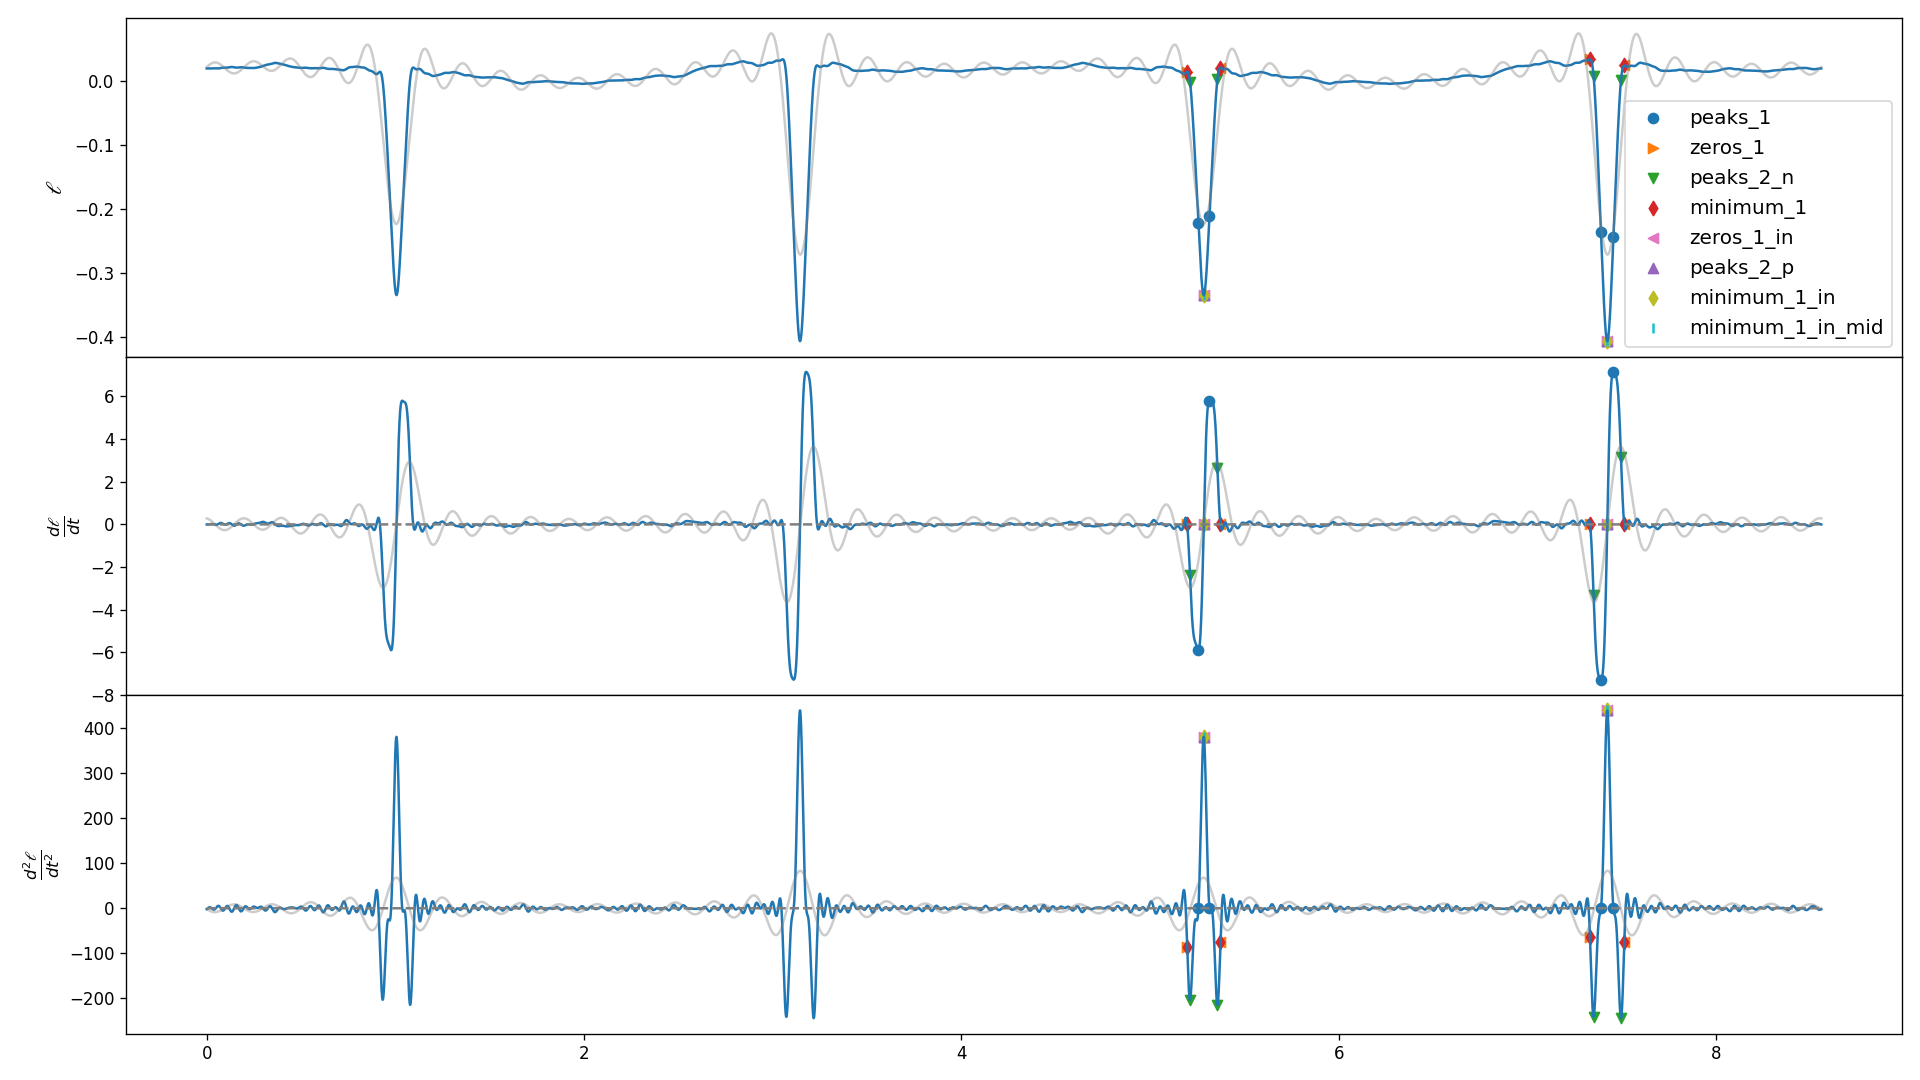 0.0
−0.1
−0.2
−0.3
−0.4
ℓ
peaks_1
zeros_1
peaks_2_n
minimum_1
zeros_1_in
peaks_2_p
minimum_1_in
minimum_1_in_mid
6
4
2
0
−2
−4
−6
−8
dℓ/dt
400
300
200
100
0
−100
−200
d²ℓ/dt²
0 2 4 6 8